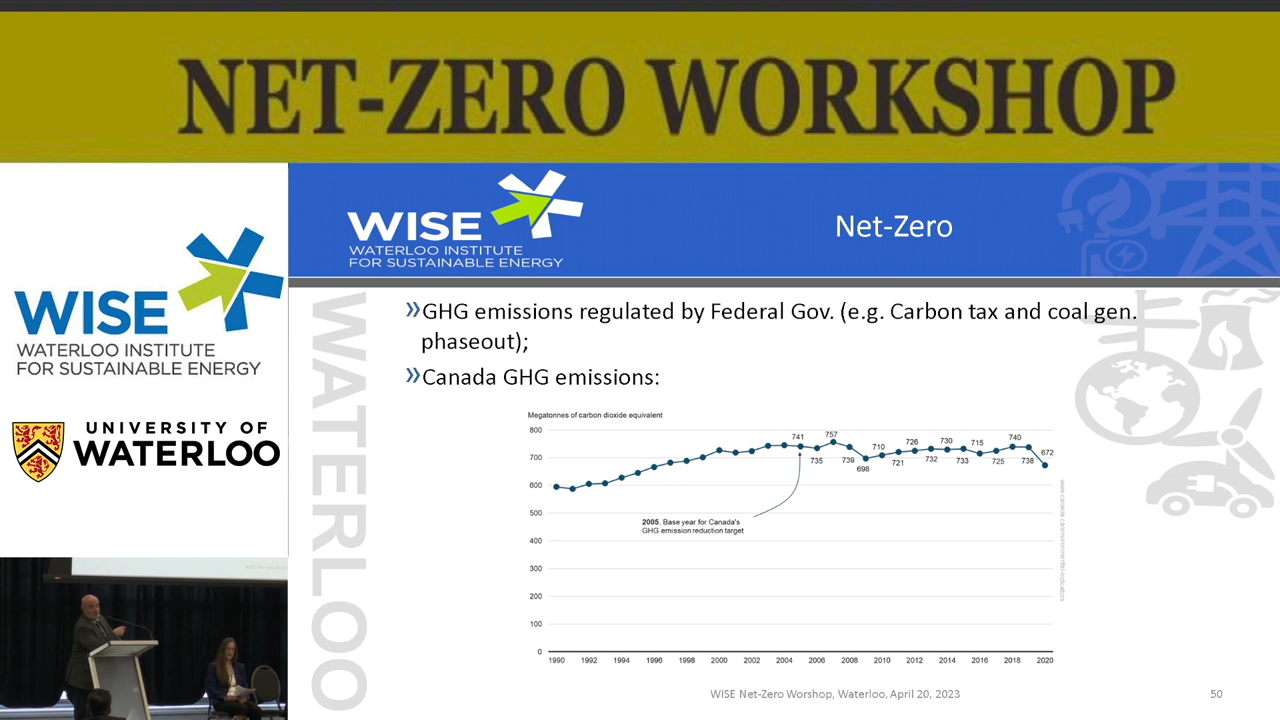 NET-ZERO WORKSHOP
WISE
WATERLOO INSTITUTE
FOR SUSTAINABLE ENERGY
UNIVERSITY OF
WATERLOO
WISE
WATERLOO INSTITUTE
FOR SUSTAINABLE ENERGY
Net-Zero
WATERLOO
»GHG emissions regulated by Federal Gov. (e.g. Carbon tax and coal gen.
phaseout);
»Canada GHG emissions:
Megatonnes of carbon dioxide equivalent
800
700
600
500
400
300
200
100
0
741
735
757
739
698
710
721
726
732
730
733
715
725
740
738
672
2005. Base year for Canada's
GHG emission reduction target
1990 1992 1994 1996 1998 2000 2002 2004 2006 2008 2010 2012 2014 2016 2018 2020
WISE Net-Zero Worshop, Waterloo, April 20, 2023
50